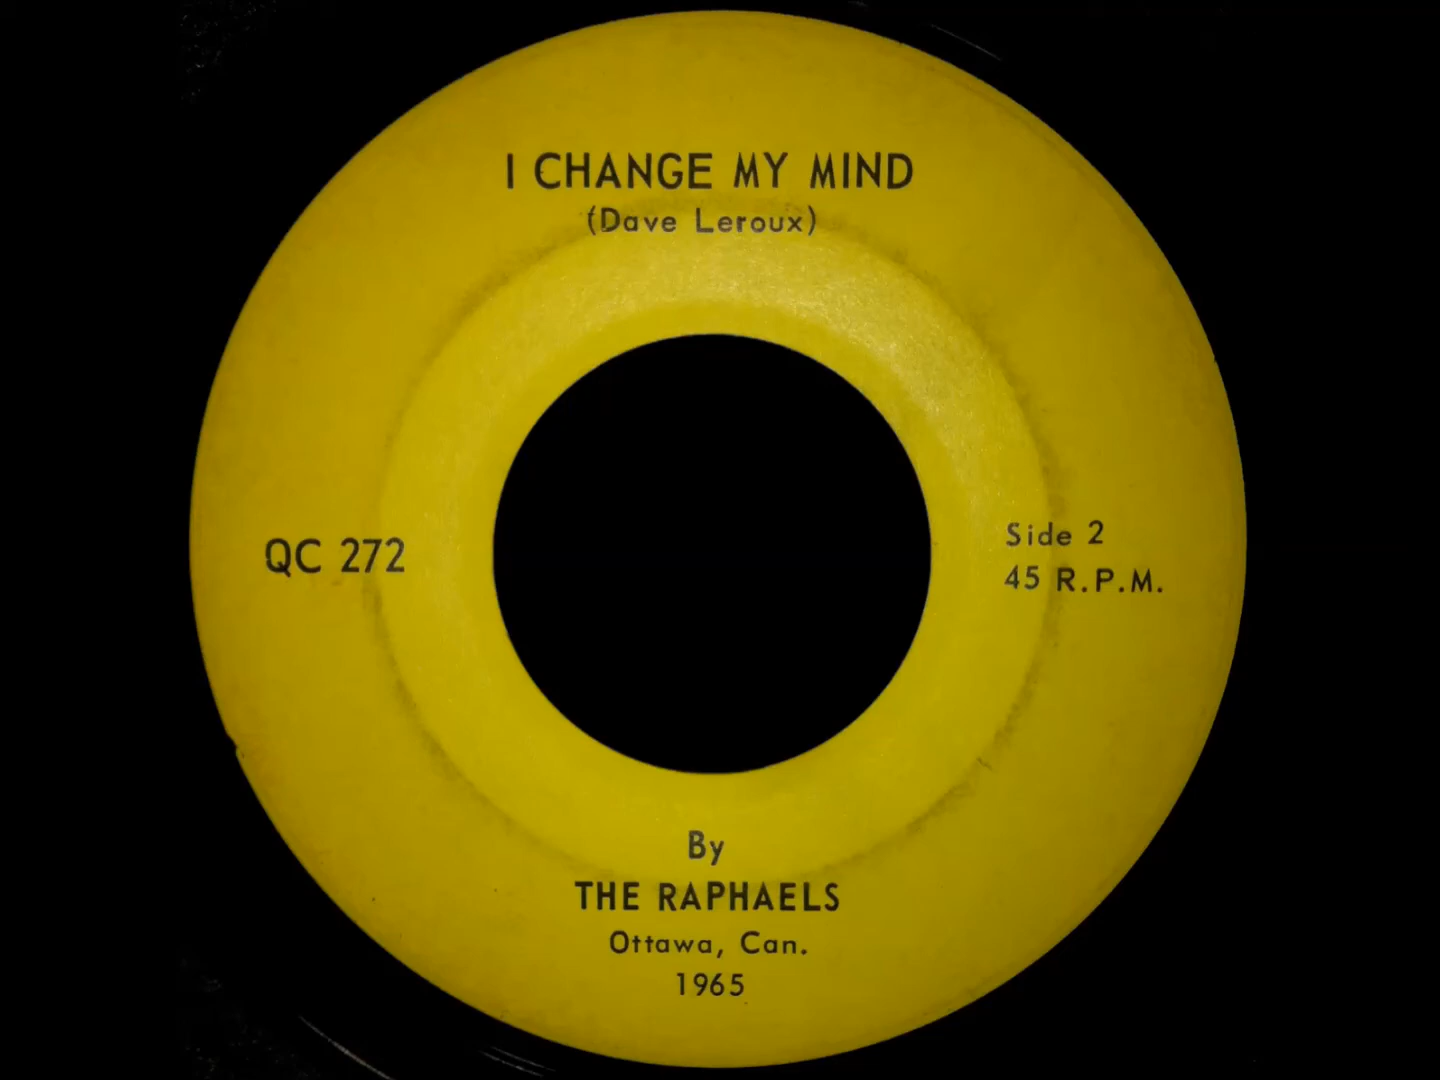 I CHANGE MY MIND
(Dave Leroux)
QC 272
Side 2
45 R.P.M.
By
THE RAPHAELS
Ottawa, Can.
1965